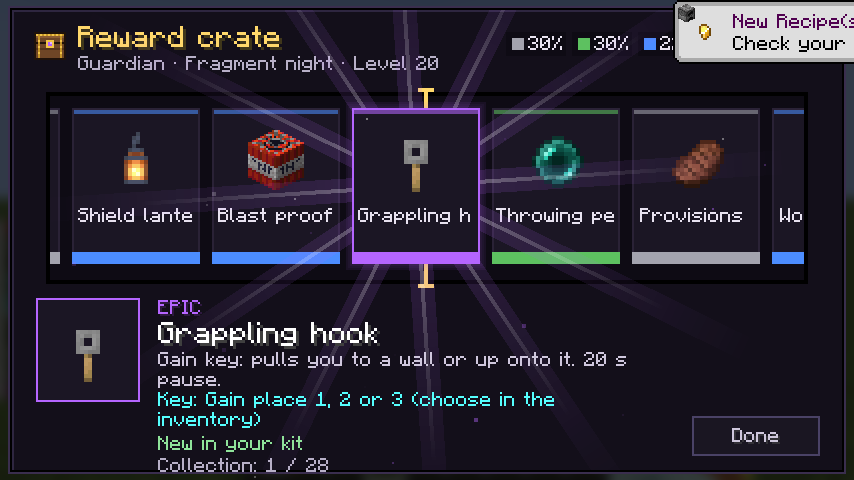 Reward crate
Guardian · Fragment night · Level 20
30% 30%
New Recipe(s
Check your
Shield lante
Blast proof
Grappling h
Throwing pe
Provisions
Wo
EPIC
Grappling hook
Gain key: pulls you to a wall or up onto it. 20 s
pause.
Key: Gain place 1, 2 or 3 (choose in the
inventory)
New in your kit
Collection: 1 / 28
Done